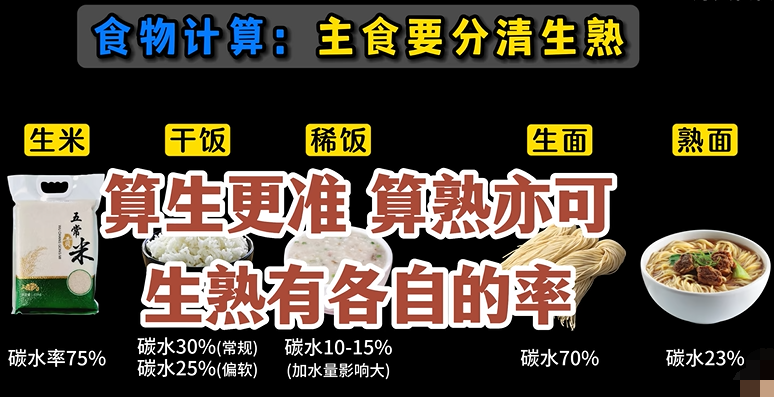 食物计算：主食要分清生熟
生米
干饭
稀饭
生面
熟面
算生更准 算熟亦可
生熟有各自的率
五常
米
碳水率75%
碳水30%(常规)
碳水25%(偏软)
碳水10-15%
(加水量影响大)
碳水70%
碳水23%